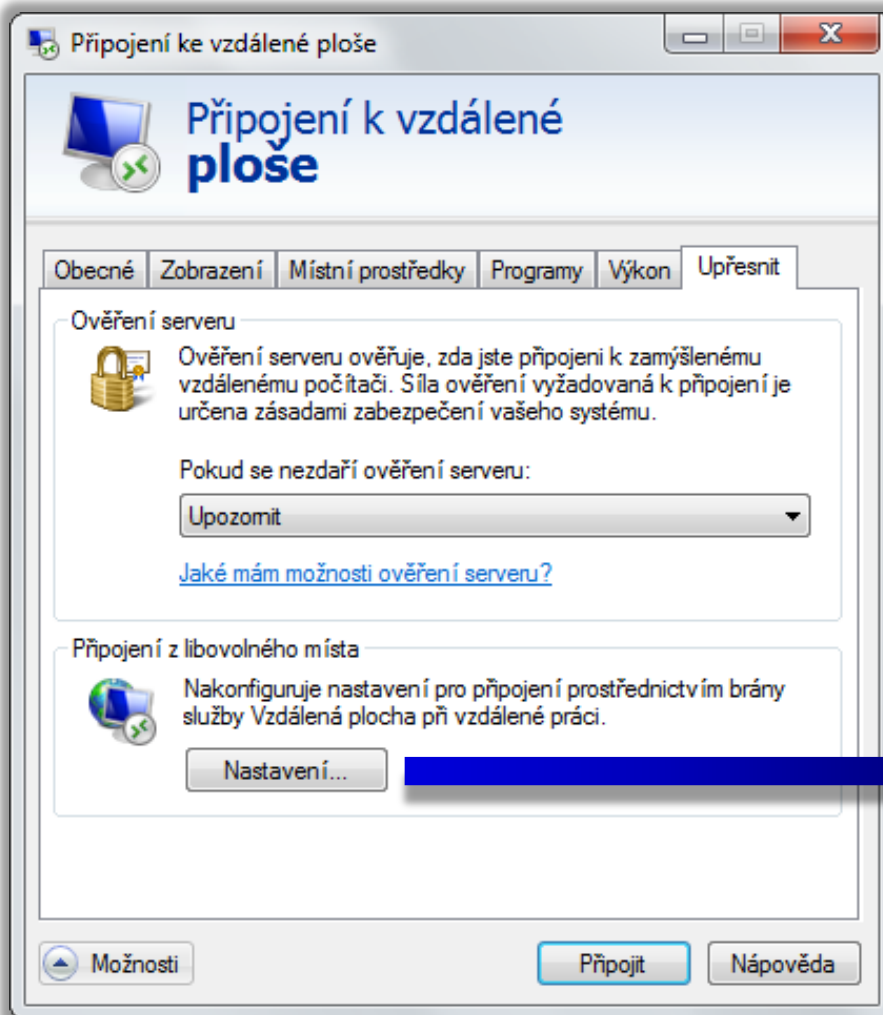 Připojení ke vzdálené ploše
Připojení k vzdálené
ploše
Obecné Zobrazení Místní prostředky Programy Výkon Upřesnit
Ověření serveru
Ověření serveru ověřuje, zda jste připojeni k zamýšlenému
vzdálenému počítači. Síla ověření vyžadovaná k připojení je
určena zásadami zabezpečení vašeho systému.
Pokud se nezdaří ověření serveru:
Upozornit
Jaké mám možnosti ověření serveru?
Připojení z libovolného místa
Nakonfiguruje nastavení pro připojení prostřednictvím brány
služby Vzdálená plocha při vzdálené práci.
Nastavení...
Možnosti Připojit Nápověda